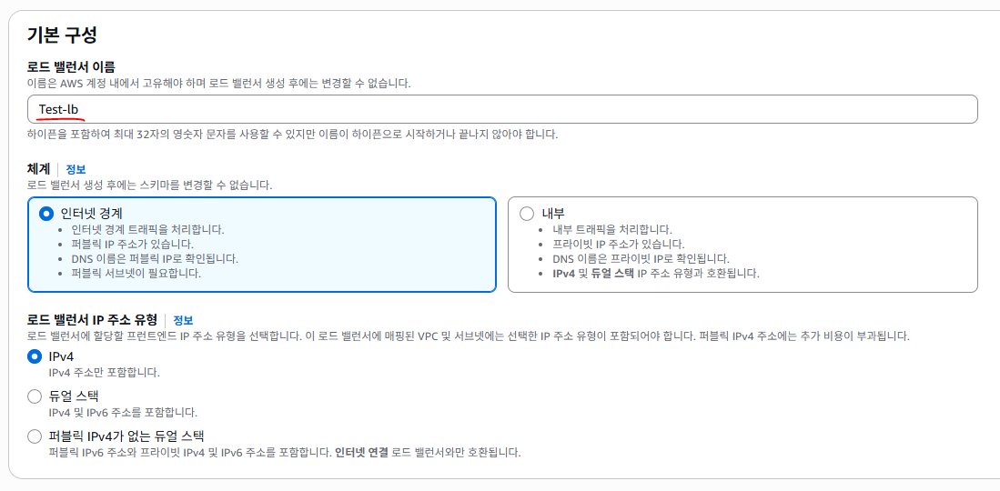 기본 구성
로드 밸런서 이름
이름은 AWS 계정 내에서 고유해야 하며 로드 밸런서 생성 후에는 변경할 수 없습니다.
Test-lb
하이픈을 포함하여 최대 32자의 영숫자 문자를 사용할 수 있지만 이름이 하이픈으로 시작하거나 끝나지 않아야 합니다.
체계 정보
로드 밸런서 생성 후에는 스키마를 변경할 수 없습니다.
인터넷 경계
• 인터넷 경계 트래픽을 처리합니다.
• 퍼블릭 IP 주소가 있습니다.
• DNS 이름은 퍼블릭 IP로 확인됩니다.
• 퍼블릭 서브넷이 필요합니다.
내부
• 내부 트래픽을 처리합니다.
• 프라이빗 IP 주소가 있습니다.
• DNS 이름은 프라이빗 IP로 확인됩니다.
• IPv4 및 듀얼 스택 IP 주소 유형과 호환됩니다.
로드 밸런서 IP 주소 유형 정보
로드 밸런서에 할당할 프런트엔드 IP 주소 유형을 선택합니다. 이 로드 밸런서에 매핑된 VPC 및 서브넷에는 선택한 IP 주소 유형이 포함되어야 합니다. 퍼블릭 IPv4 주소에는 추가 비용이 부과됩니다.
IPv4
IPv4 주소만 포함합니다.
듀얼 스택
IPv4 및 IPv6 주소를 포함합니다.
퍼블릭 IPv4가 없는 듀얼 스택
퍼블릭 IPv6 주소와 프라이빗 IPv4 및 IPv6 주소를 포함합니다. 인터넷 연결 로드 밸런서와만 호환됩니다.